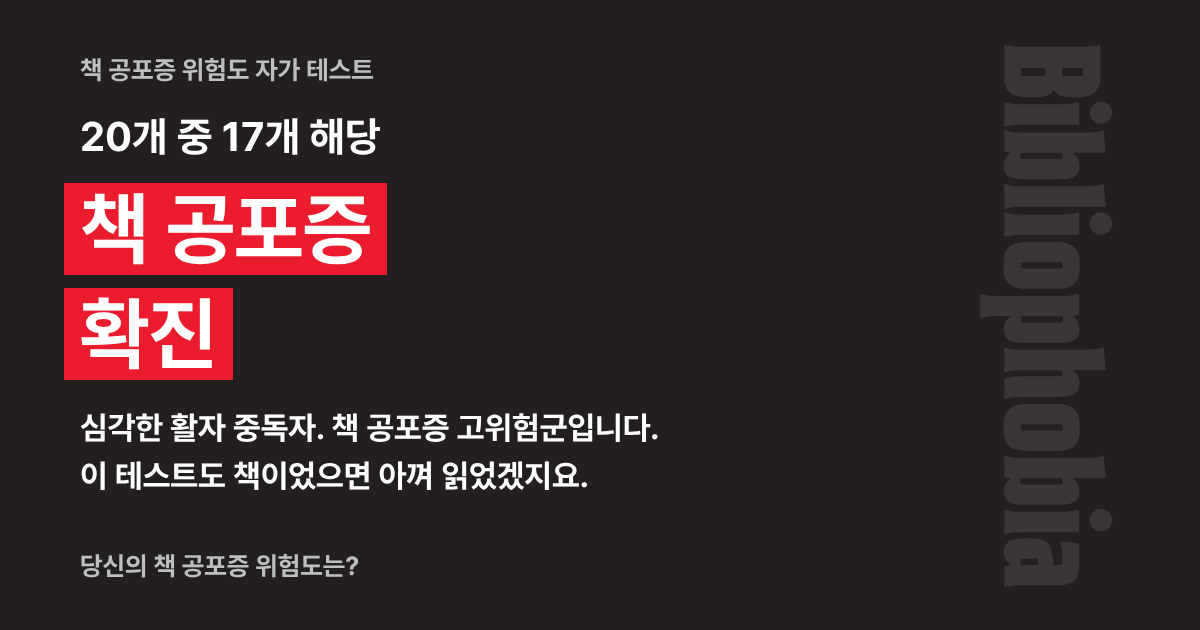 책 공포증 위험도 자가 테스트
20개 중 17개 해당
책 공포증
확진
심각한 활자 중독자. 책 공포증 고위험군입니다.
이 테스트도 책이었으면 아껴 읽었겠지요.
당신의 책 공포증 위험도는?
Bibliophobia